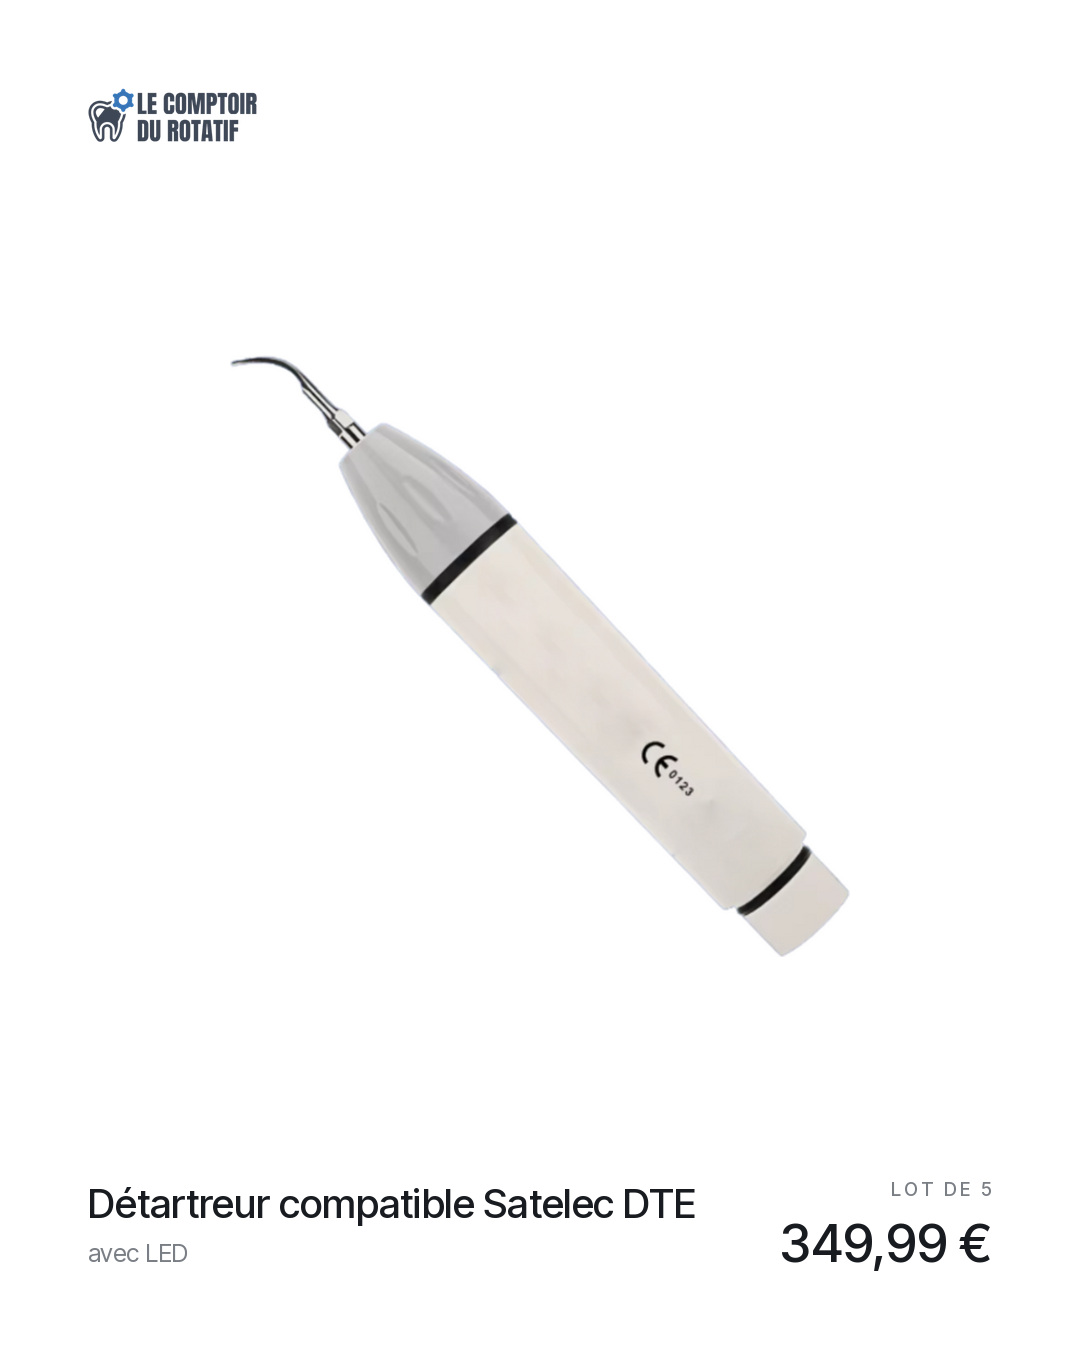 LE COMPTOIR
DU ROTATIF
CE 0123
Détartreur compatible Satelec DTE
avec LED
LOT DE 5
349,99 €